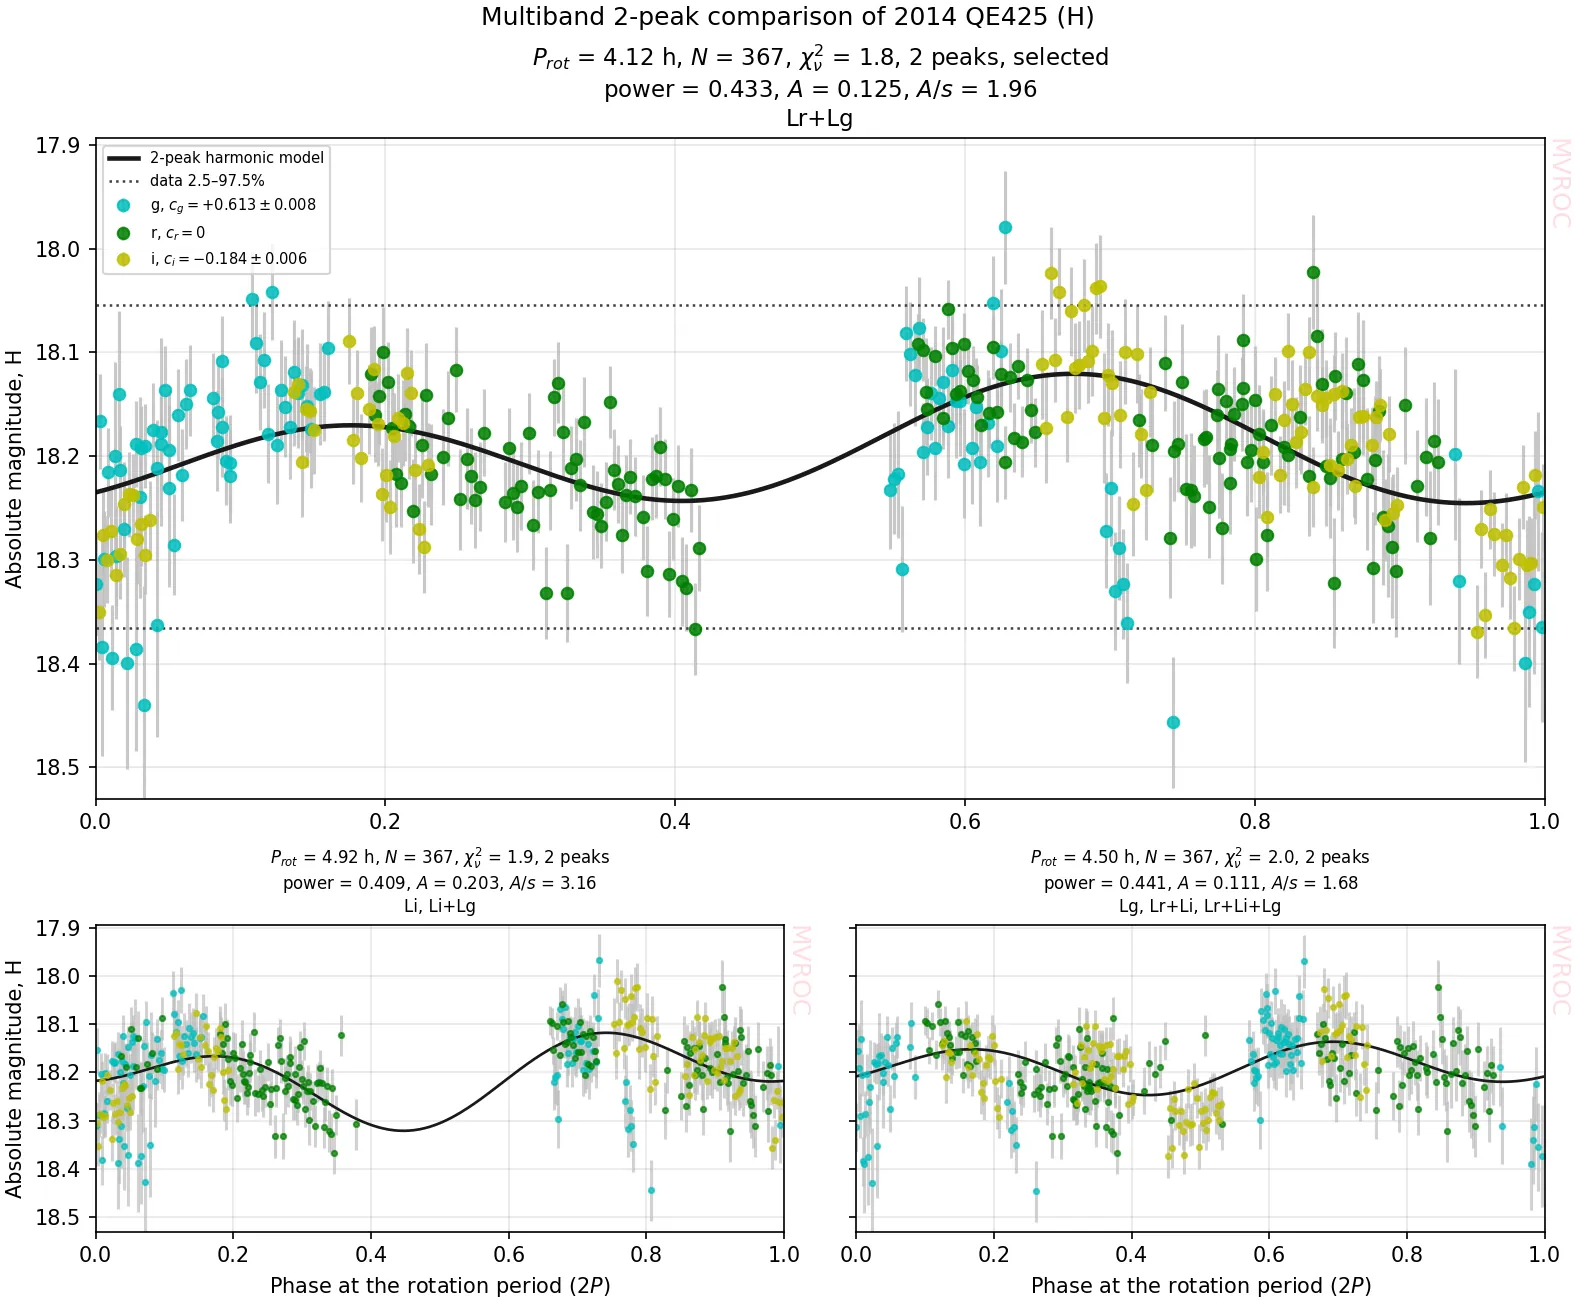 Multiband 2-peak comparison of 2014 QE425 (H)
P_rot = 4.12 h, N = 367, χ²_ν = 1.8, 2 peaks, selected
power = 0.433, A = 0.125, A/s = 1.96
Lr+Lg
2-peak harmonic model
data 2.5–97.5%
g, c_g = +0.613 ± 0.008
r, c_r = 0
i, c_i = −0.184 ± 0.006
Absolute magnitude, H
17.9
18.0
18.1
18.2
18.3
18.4
18.5
0.0 0.2 0.4 0.6 0.8 1.0
MVROC
P_rot = 4.92 h, N = 367, χ²_ν = 1.9, 2 peaks
power = 0.409, A = 0.203, A/s = 3.16
Li, Li+Lg
Absolute magnitude, H
17.9
18.0
18.1
18.2
18.3
18.4
18.5
0.0 0.2 0.4 0.6 0.8 1.0
Phase at the rotation period (2P)
MVROC
P_rot = 4.50 h, N = 367, χ²_ν = 2.0, 2 peaks
power = 0.441, A = 0.111, A/s = 1.68
Lg, Lr+Li, Lr+Li+Lg
0.0 0.2 0.4 0.6 0.8 1.0
Phase at the rotation period (2P)
MVROC